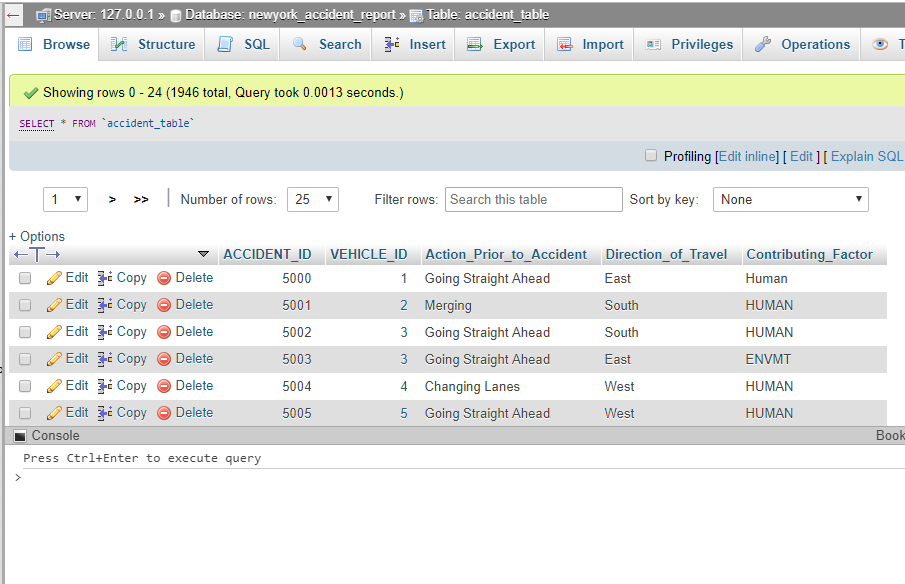 Server: 127.0.0.1 » Database: newyork_accident_report » Table: accident_table
Browse Structure SQL Search Insert Export Import Privileges Operations T
Showing rows 0 - 24 (1946 total, Query took 0.0013 seconds.)
SELECT * FROM `accident_table`
Profiling [Edit inline] [ Edit ] [ Explain SQL
1 > >> Number of rows: 25 Filter rows: Search this table Sort by key: None
+ Options
←T→ ACCIDENT_ID VEHICLE_ID Action_Prior_to_Accident Direction_of_Travel Contributing_Factor
Edit Copy Delete 5000 1 Going Straight Ahead East Human
Edit Copy Delete 5001 2 Merging South HUMAN
Edit Copy Delete 5002 3 Going Straight Ahead South HUMAN
Edit Copy Delete 5003 3 Going Straight Ahead East ENVMT
Edit Copy Delete 5004 4 Changing Lanes West HUMAN
Edit Copy Delete 5005 5 Going Straight Ahead West HUMAN
Console Book
Press Ctrl+Enter to execute query
>